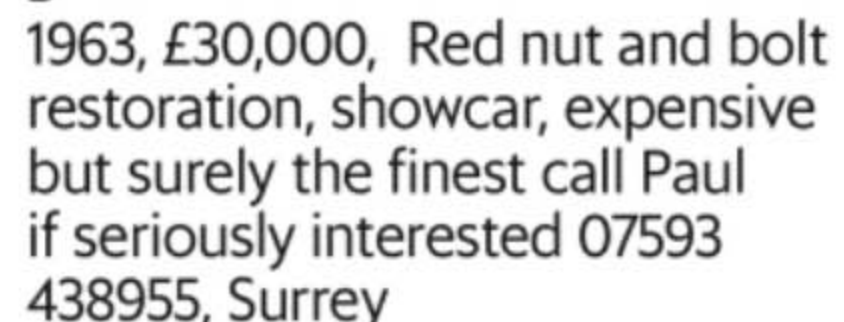 1963, £30,000, Red nut and bolt
restoration, showcar, expensive
but surely the finest call Paul
if seriously interested 07593
438955, Surrey